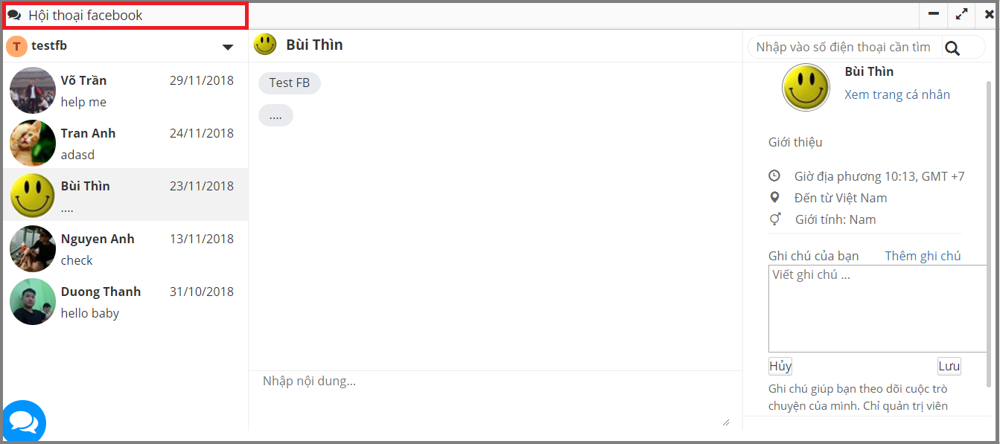 Hội thoại facebook
T testfb
Võ Trần 29/11/2018
help me
Tran Anh 24/11/2018
adasd
Bùi Thìn 23/11/2018
....
Nguyen Anh 13/11/2018
check
Duong Thanh 31/10/2018
hello baby
Bùi Thìn
Test FB
....
Nhập nội dung...
Nhập vào số điện thoại cần tìm
Bùi Thìn
Xem trang cá nhân
Giới thiệu
Giờ địa phương 10:13, GMT +7
Đến từ Việt Nam
Giới tính: Nam
Ghi chú của bạn Thêm ghi chú
Viết ghi chú ...
Hủy Lưu
Ghi chú giúp bạn theo dõi cuộc trò
chuyện của mình. Chỉ quản trị viên